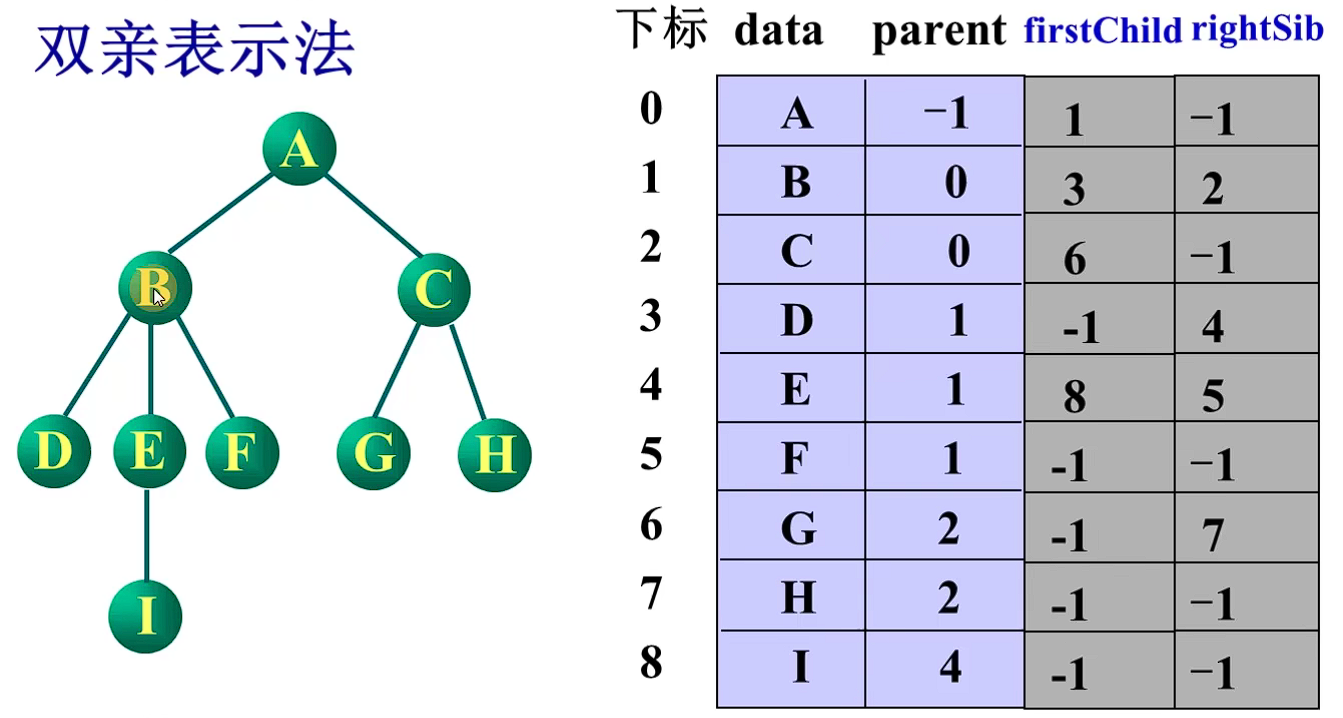 双亲表示法
A
B
C
D E F G H
I
下标 data parent firstChild rightSib
0 A −1 1 −1
1 B 0 3 2
2 C 0 6 −1
3 D 1 -1 4
4 E 1 8 5
5 F 1 -1 −1
6 G 2 -1 7
7 H 2 -1 −1
8 I 4 -1 −1